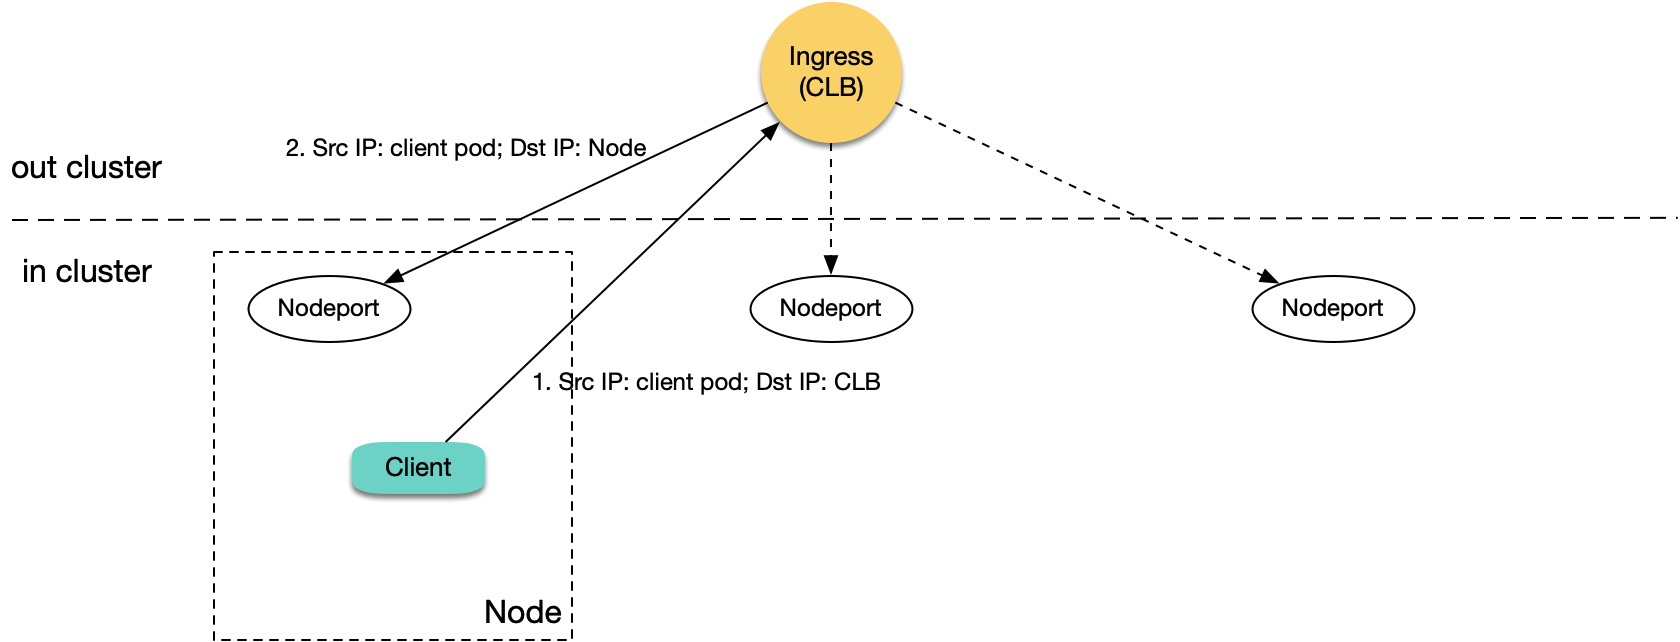 Ingress
(CLB)
2. Src IP: client pod; Dst IP: Node
out cluster
in cluster
Nodeport
Nodeport
Nodeport
1. Src IP: client pod; Dst IP: CLB
Client
Node